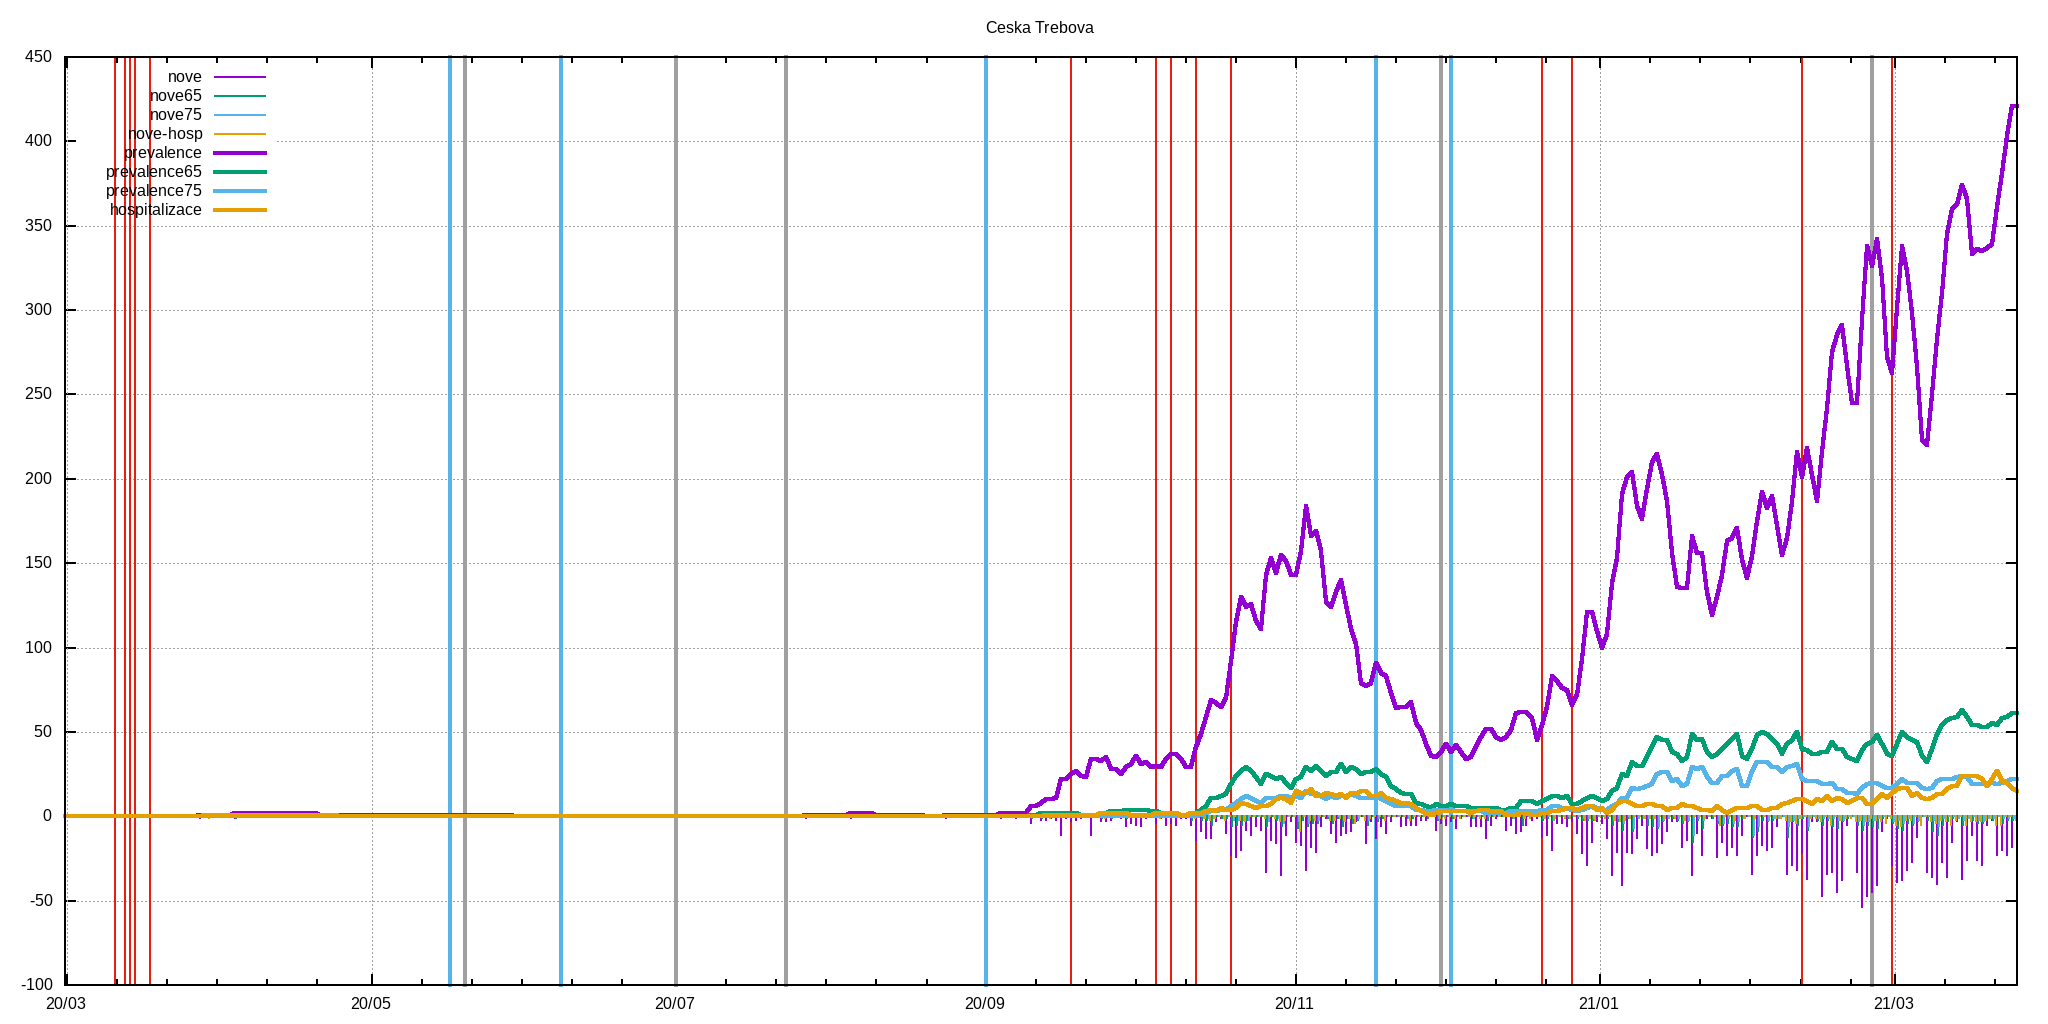 Ceska Trebova
450
400
350
300
250
200
150
100
50
0
-50
-100
nove
nove65
nove75
nove-hosp
prevalence
prevalence65
prevalence75
hospitalizace
20/03 20/05 20/07 20/09 20/11 21/01 21/03